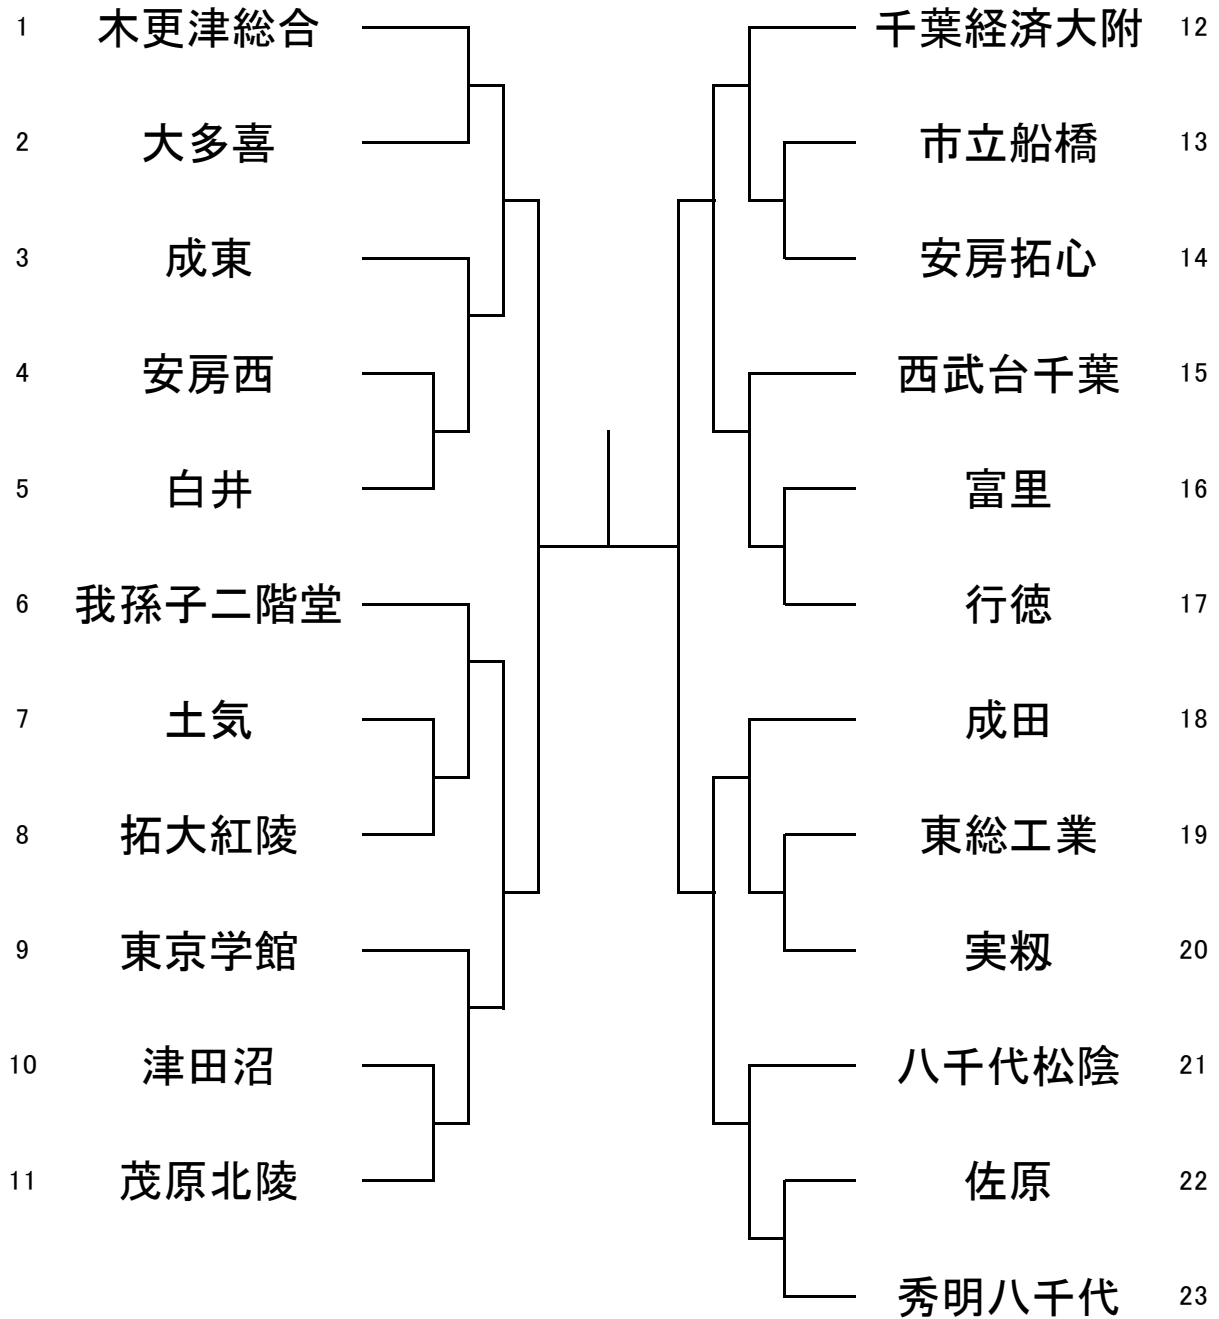 1 木更津総合
2 大多喜
3 成東
4 安房西
5 白井
6 我孫子二階堂
7 土気
8 拓大紅陵
9 東京学館
10 津田沼
11 茂原北陵
千葉経済大附 12
市立船橋 13
安房拓心 14
西武台千葉 15
富里 16
行徳 17
成田 18
東総工業 19
実籾 20
八千代松陰 21
佐原 22
秀明八千代 23